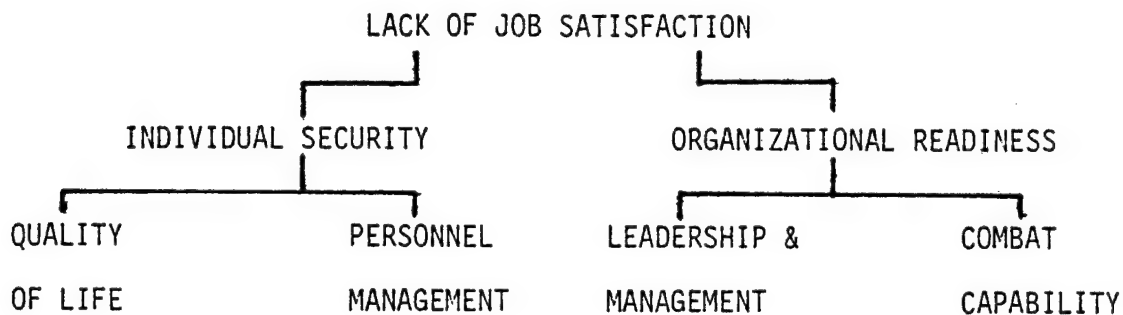 LACK OF JOB SATISFACTION
INDIVIDUAL SECURITY
ORGANIZATIONAL READINESS
QUALITY
OF LIFE
PERSONNEL
MANAGEMENT
LEADERSHIP &
MANAGEMENT
COMBAT
CAPABILITY